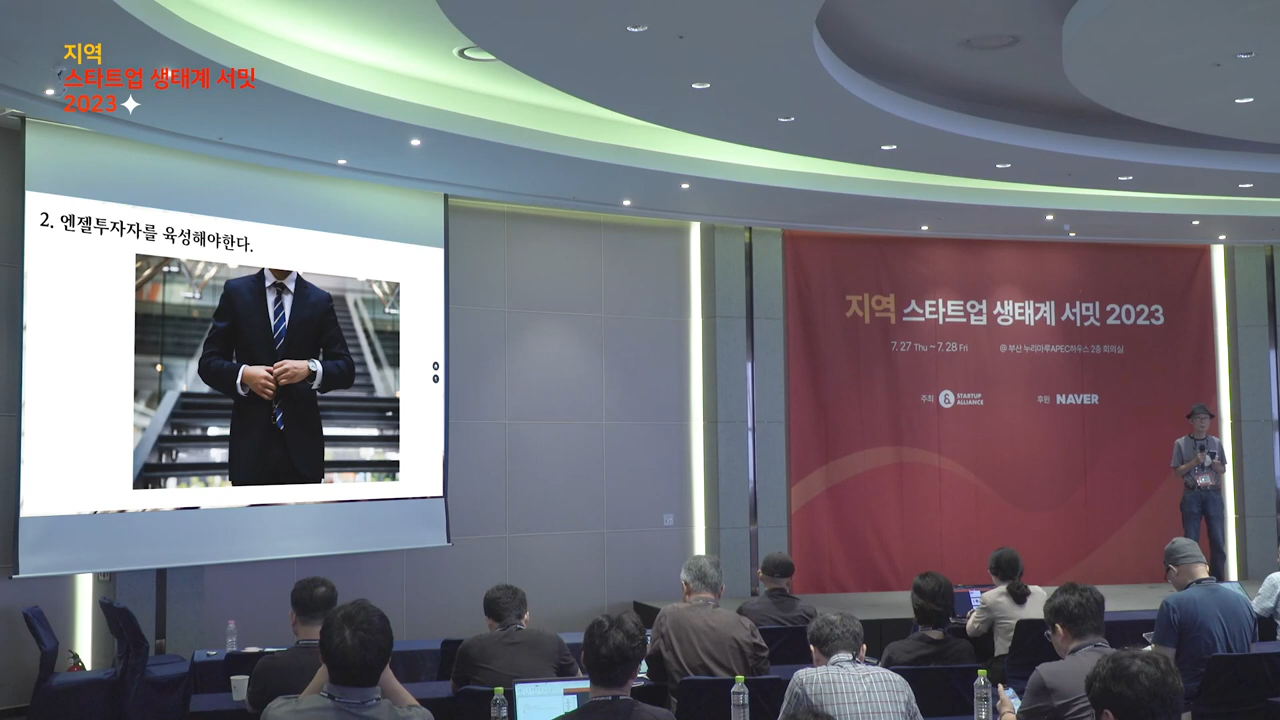 지역
스타트업 생태계 서밋
2023
2. 엔젤투자자를 육성해야한다.
지역 스타트업 생태계 서밋 2023
7. 27 Thu ~ 7. 28 Fri @ 부산 누리마루APEC하우스 2층 회의실
주최 & STARTUP ALLIANCE 후원 NAVER